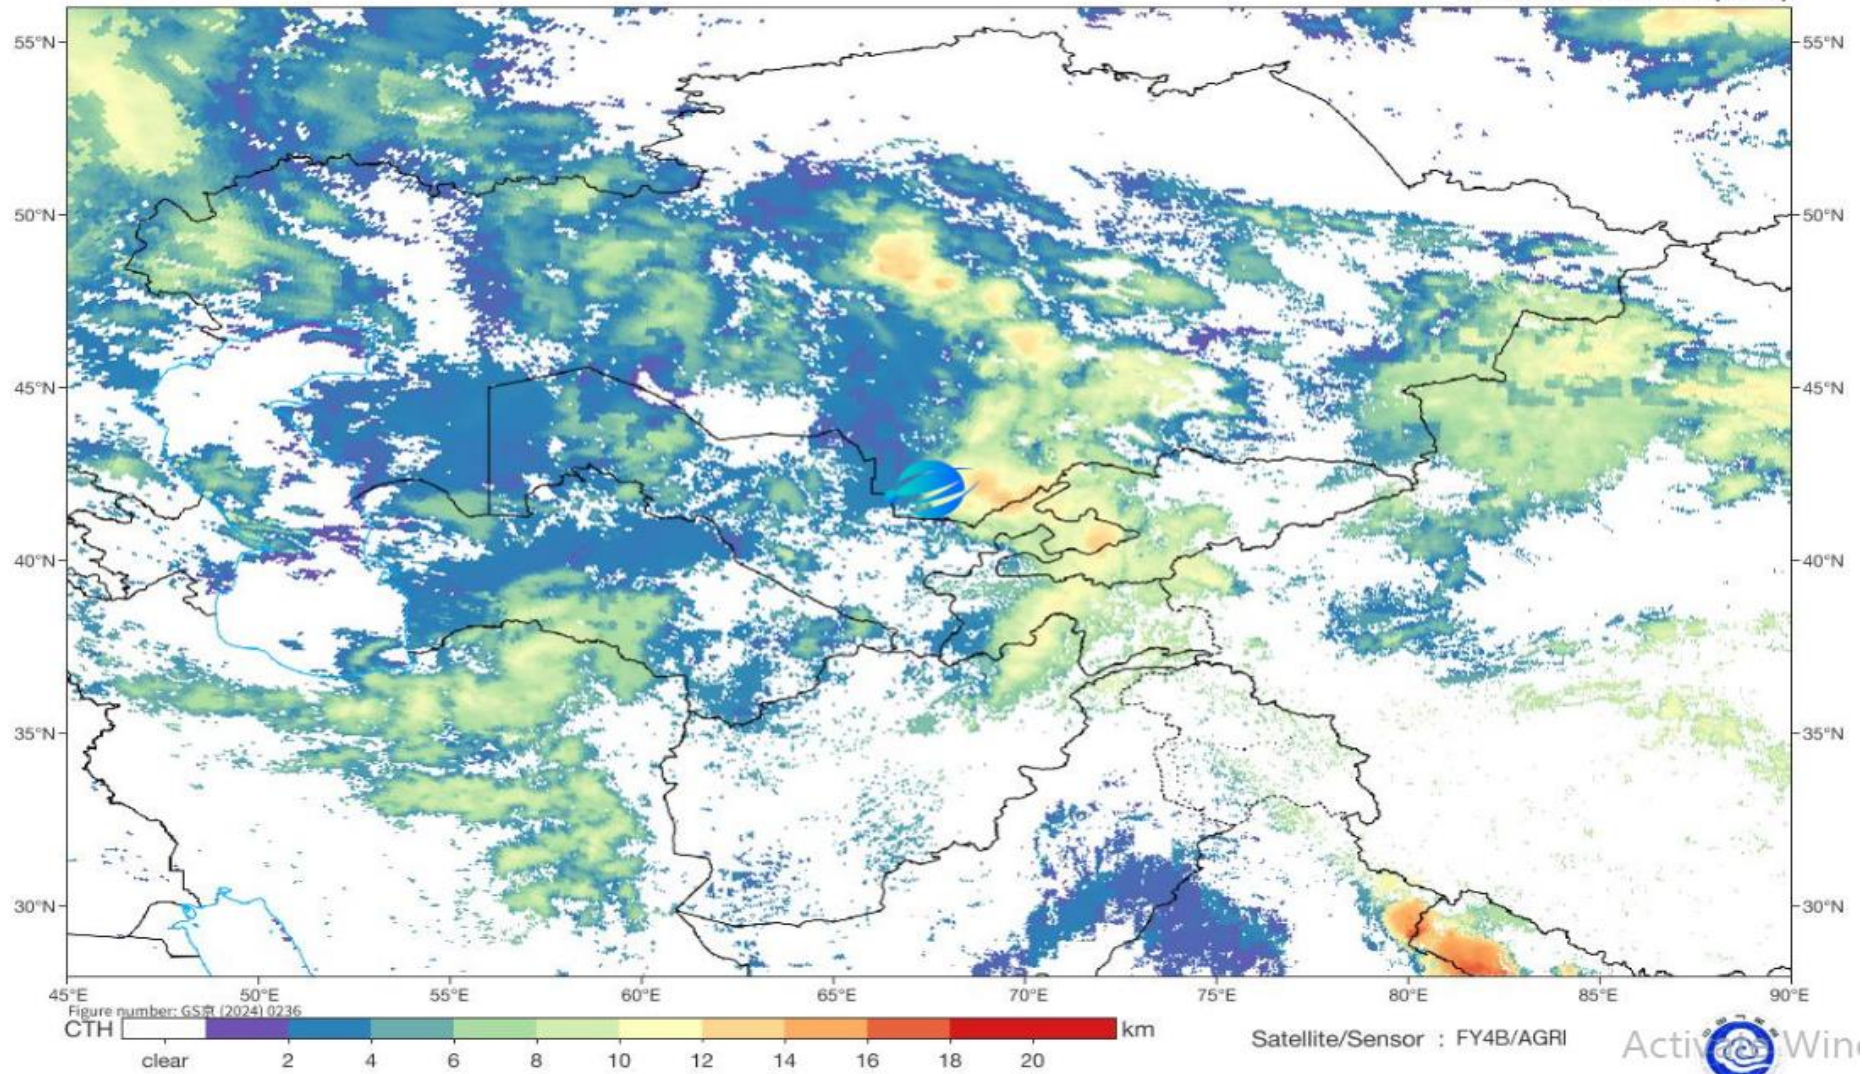 55°N 55°N
50°N 50°N
45°N 45°N
40°N 40°N
35°N 35°N
30°N 30°N
45°E 50°E 55°E 60°E 65°E 70°E 75°E 80°E 85°E 90°E
Figure number: GS京 (2024) 0236
CTH km
clear 2 4 6 8 10 12 14 16 18 20
Satellite/Sensor : FY4B/AGRI